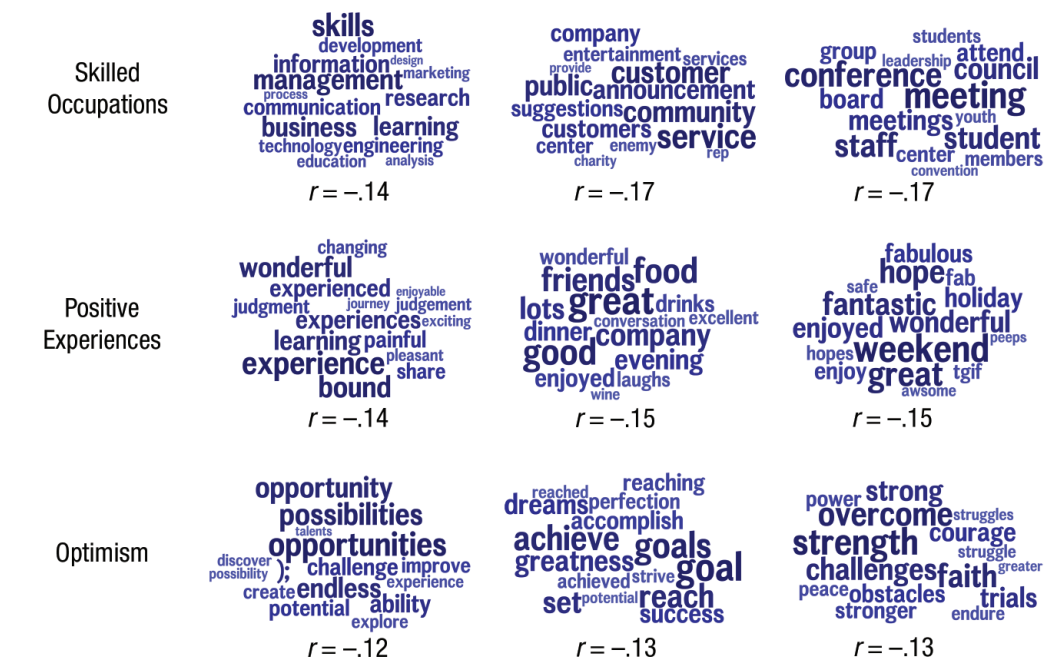 Skilled
Occupations
skills
development
information design
management marketing
process
communication research
business learning
technology engineering
education analysis
r = –.14
company
entertainment services
provide customer
public announcement
suggestions community
customers
center enemy service
charity rep
r = –.17
students
group leadership attend
conference council
board meeting
meetings youth
staff student
center members
convention
r = –.17
Positive
Experiences
changing
wonderful
experienced enjoyable
judgment journey judgement
experiences exciting
learning painful
experience pleasant
share
bound
r = –.14
wonderful
friends food
lots great drinks
conversation excellent
dinner company
good evening
enjoyed laughs
wine
r = –.15
fabulous
hope fab
safe
fantastic holiday
enjoyed wonderful
peeps
hopes weekend
enjoy great tgif
awsome
r = –.15
Optimism
opportunity
possibilities
talents
opportunities
discover ); challenge improve
possibility
create endless experience
potential ability
explore
r = –.12
reaching
reached
dreams perfection
accomplish
achieve goals
greatness goal
achieved strive
set potential reach
success
r = –.13
power strong
overcome struggles
strength courage
struggle
challenges faith greater
peace obstacles trials
stronger endure
r = –.13